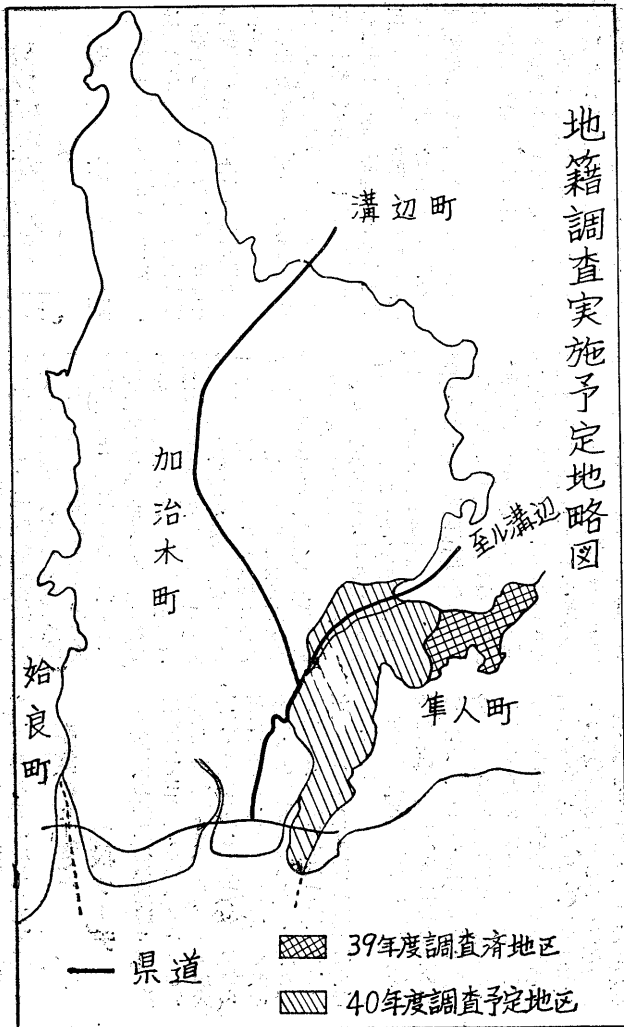 地籍調査実施予定地略図
溝辺町
加治木町
至ル溝辺
姶良町
隼人町
県道
39年度調査済地区
40年度調査予定地区